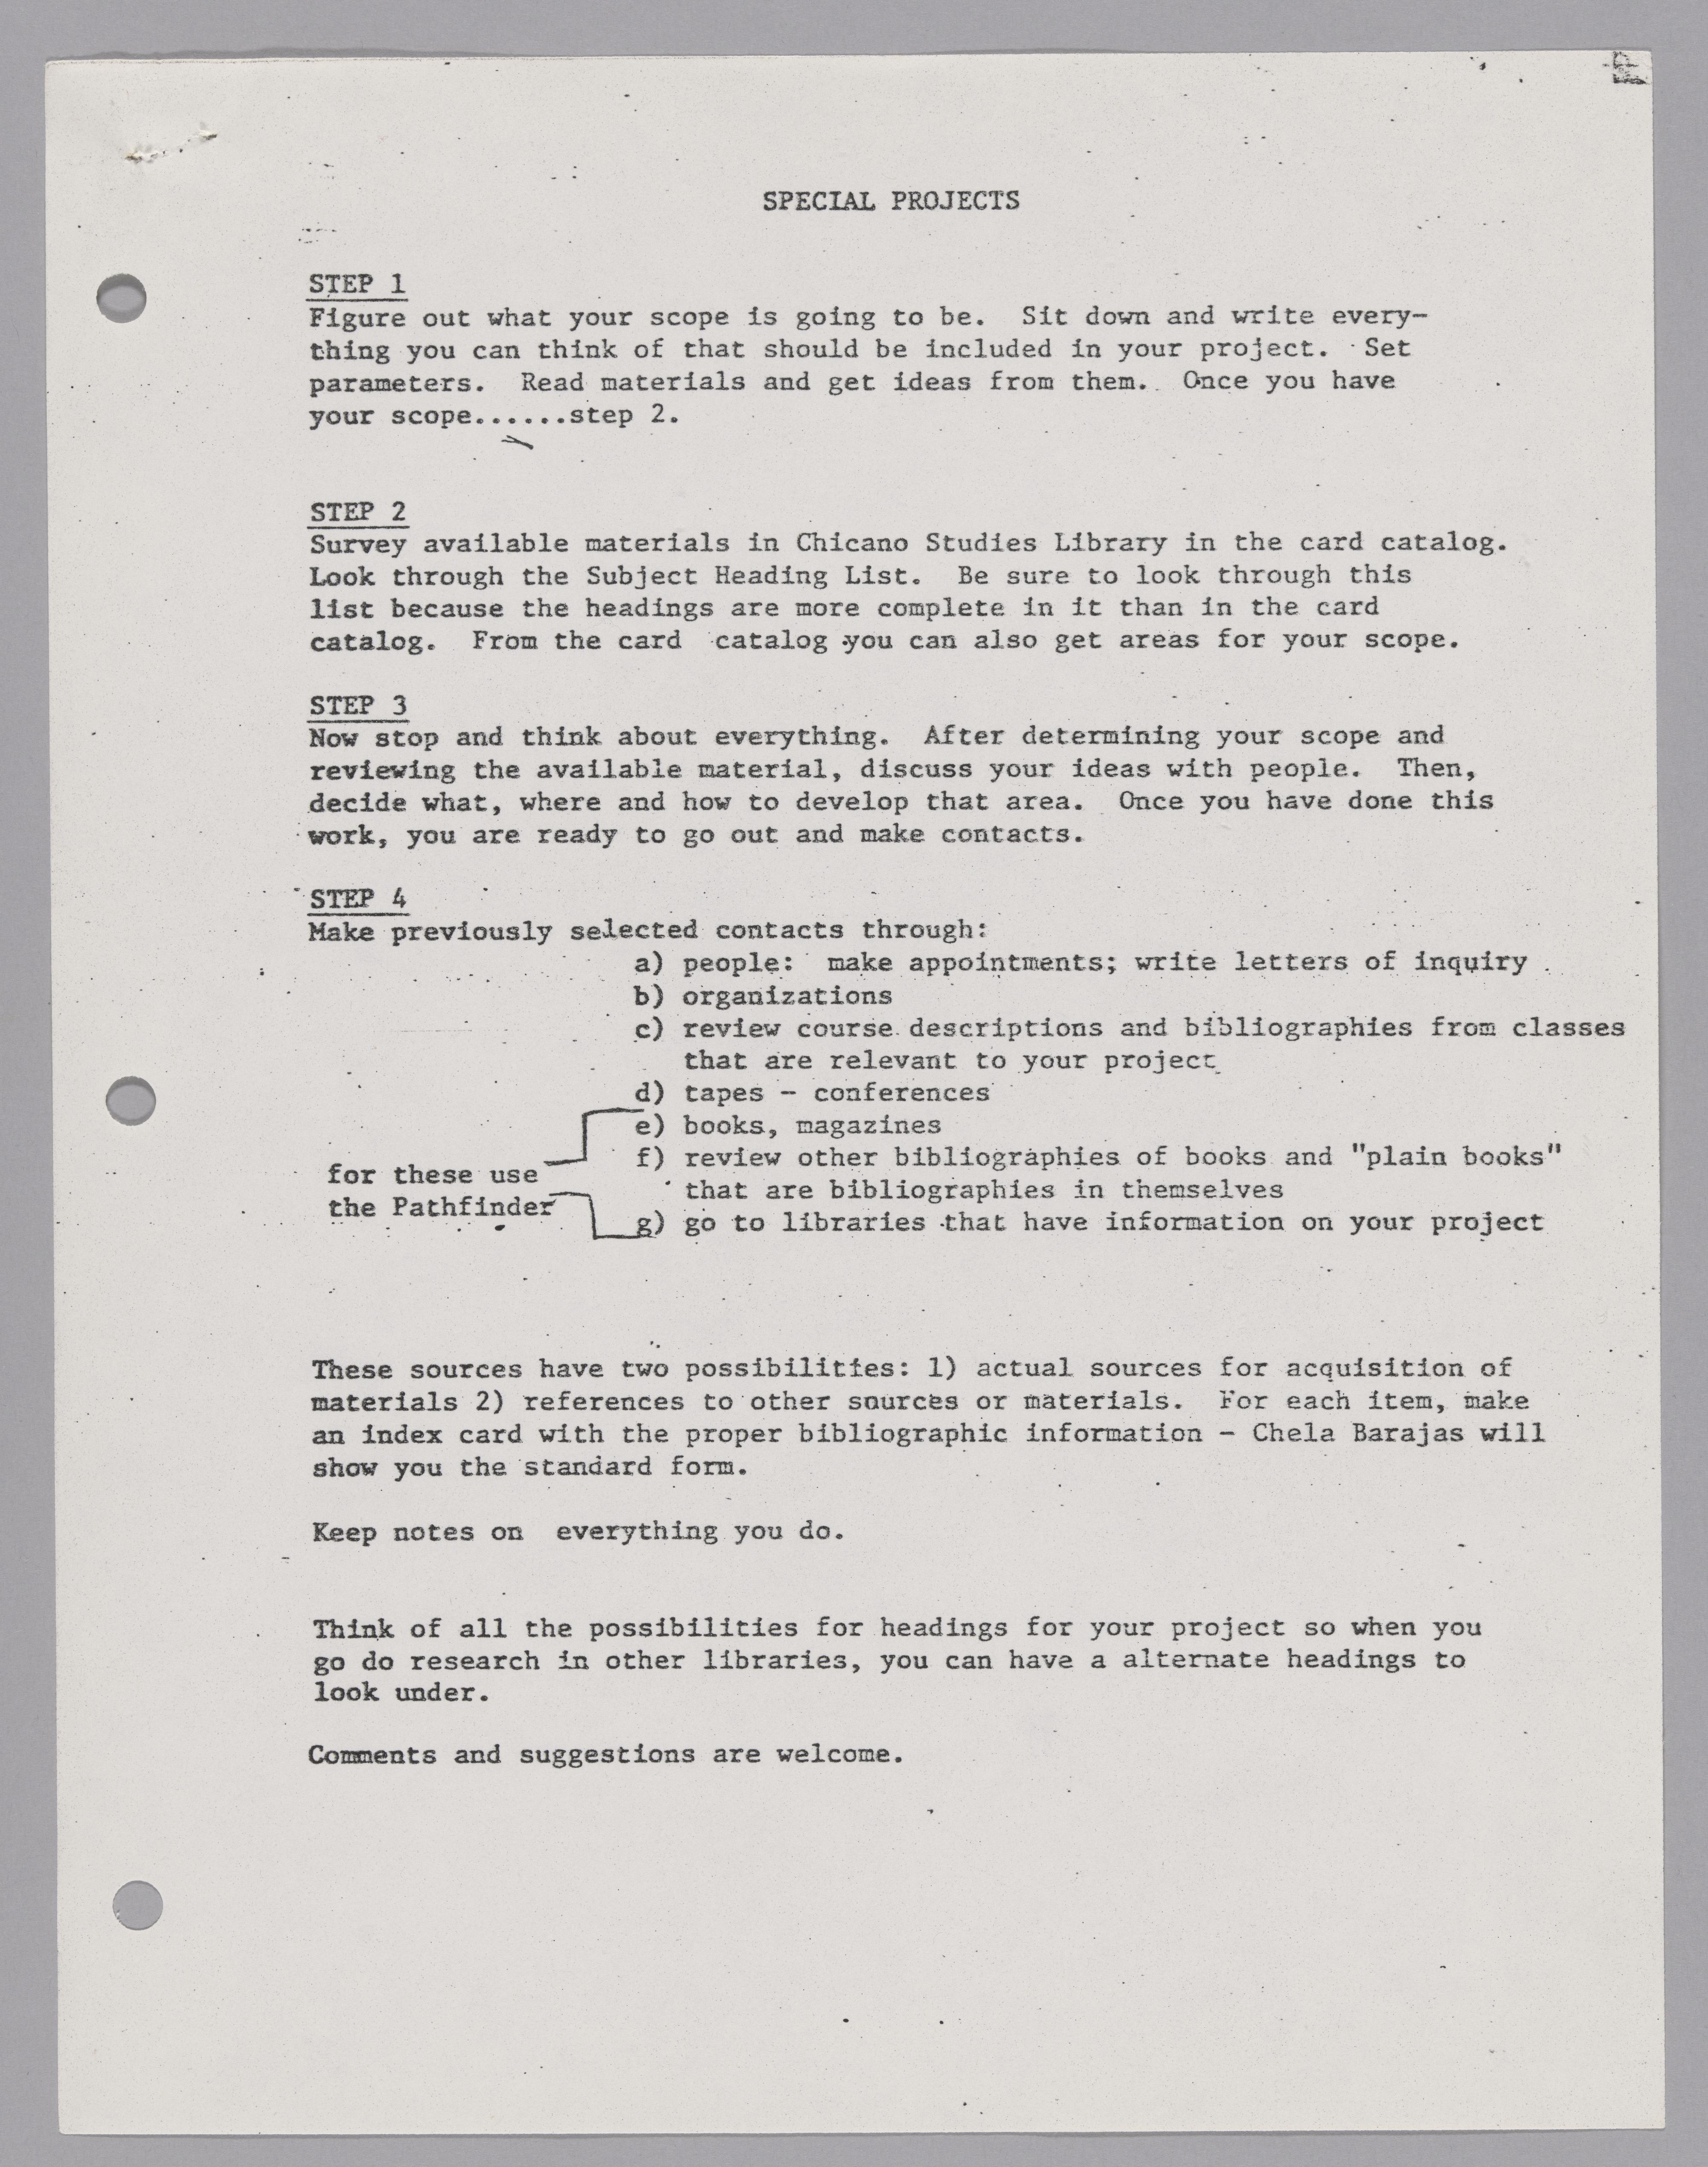 SPECIAL PROJECTS
STEP 1
Figure out what your scope is going to be. Sit down and write every-
thing you can think of that should be included in your project. Set
parameters. Read materials and get ideas from them. Once you have
your scope......step 2.
STEP 2
Survey available materials in Chicano Studies Library in the card catalog.
Look through the Subject Heading List. Be sure to look through this
list because the headings are more complete in it than in the card
catalog. From the card catalog you can also get areas for your scope.
STEP 3
Now stop and think about everything. After determining your scope and
reviewing the available material, discuss your ideas with people. Then,
decide what, where and how to develop that area. Once you have done this
work, you are ready to go out and make contacts.
STEP 4
Make previously selected contacts through:
a) people: make appointments; write letters of inquiry
b) organizations
c) review course descriptions and bibliographies from classes
that are relevant to your project
d) tapes - conferences
e) books, magazines
f) review other bibliographies of books and "plain books"
that are bibliographies in themselves
g) go to libraries that have information on your project
for these use
the Pathfinder
These sources have two possibilities: 1) actual sources for acquisition of
materials 2) references to other sources or materials. For each item, make
an index card with the proper bibliographic information - Chela Barajas will
show you the standard form.
Keep notes on everything you do.
Think of all the possibilities for headings for your project so when you
go do research in other libraries, you can have a alternate headings to
look under.
Comments and suggestions are welcome.